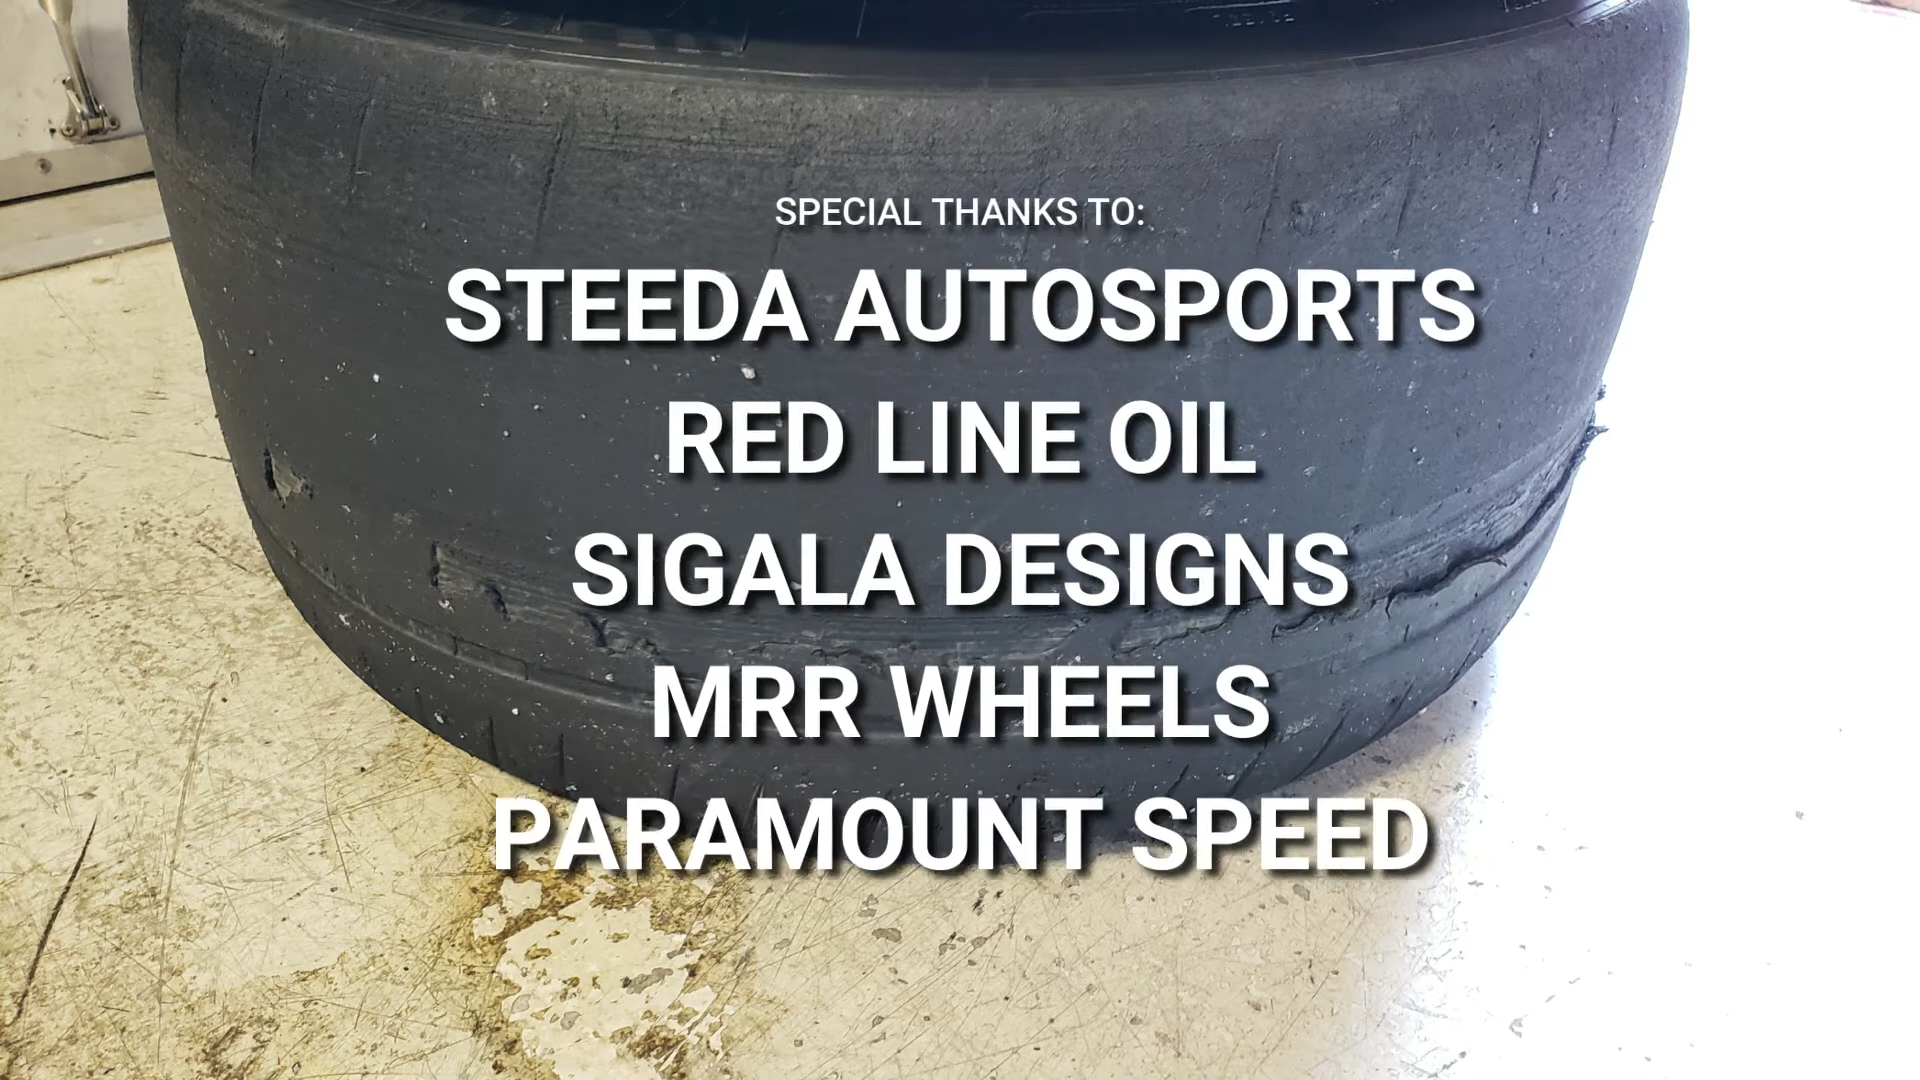 SPECIAL THANKS TO:
STEEDA AUTOSPORTS
RED LINE OIL
SIGALA DESIGNS
MRR WHEELS
PARAMOUNT SPEED